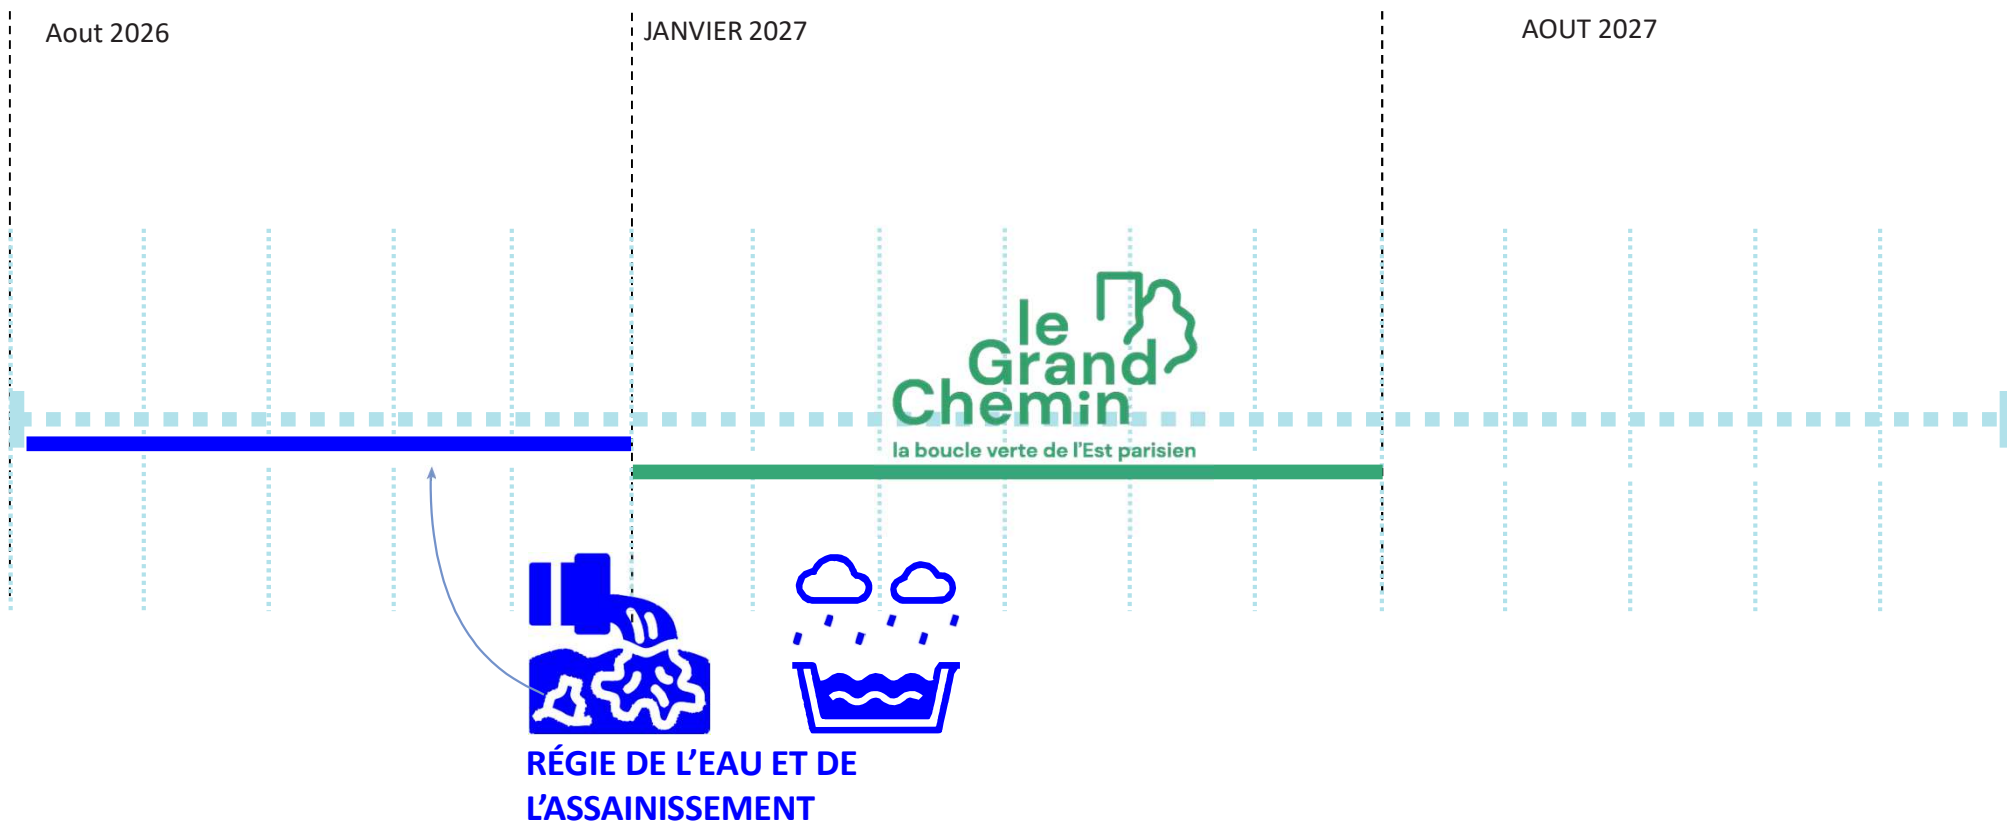 Aout 2026
JANVIER 2027
AOUT 2027
le
Grand
Chemin
la boucle verte de l'Est parisien
RÉGIE DE L’EAU ET DE
L’ASSAINISSEMENT